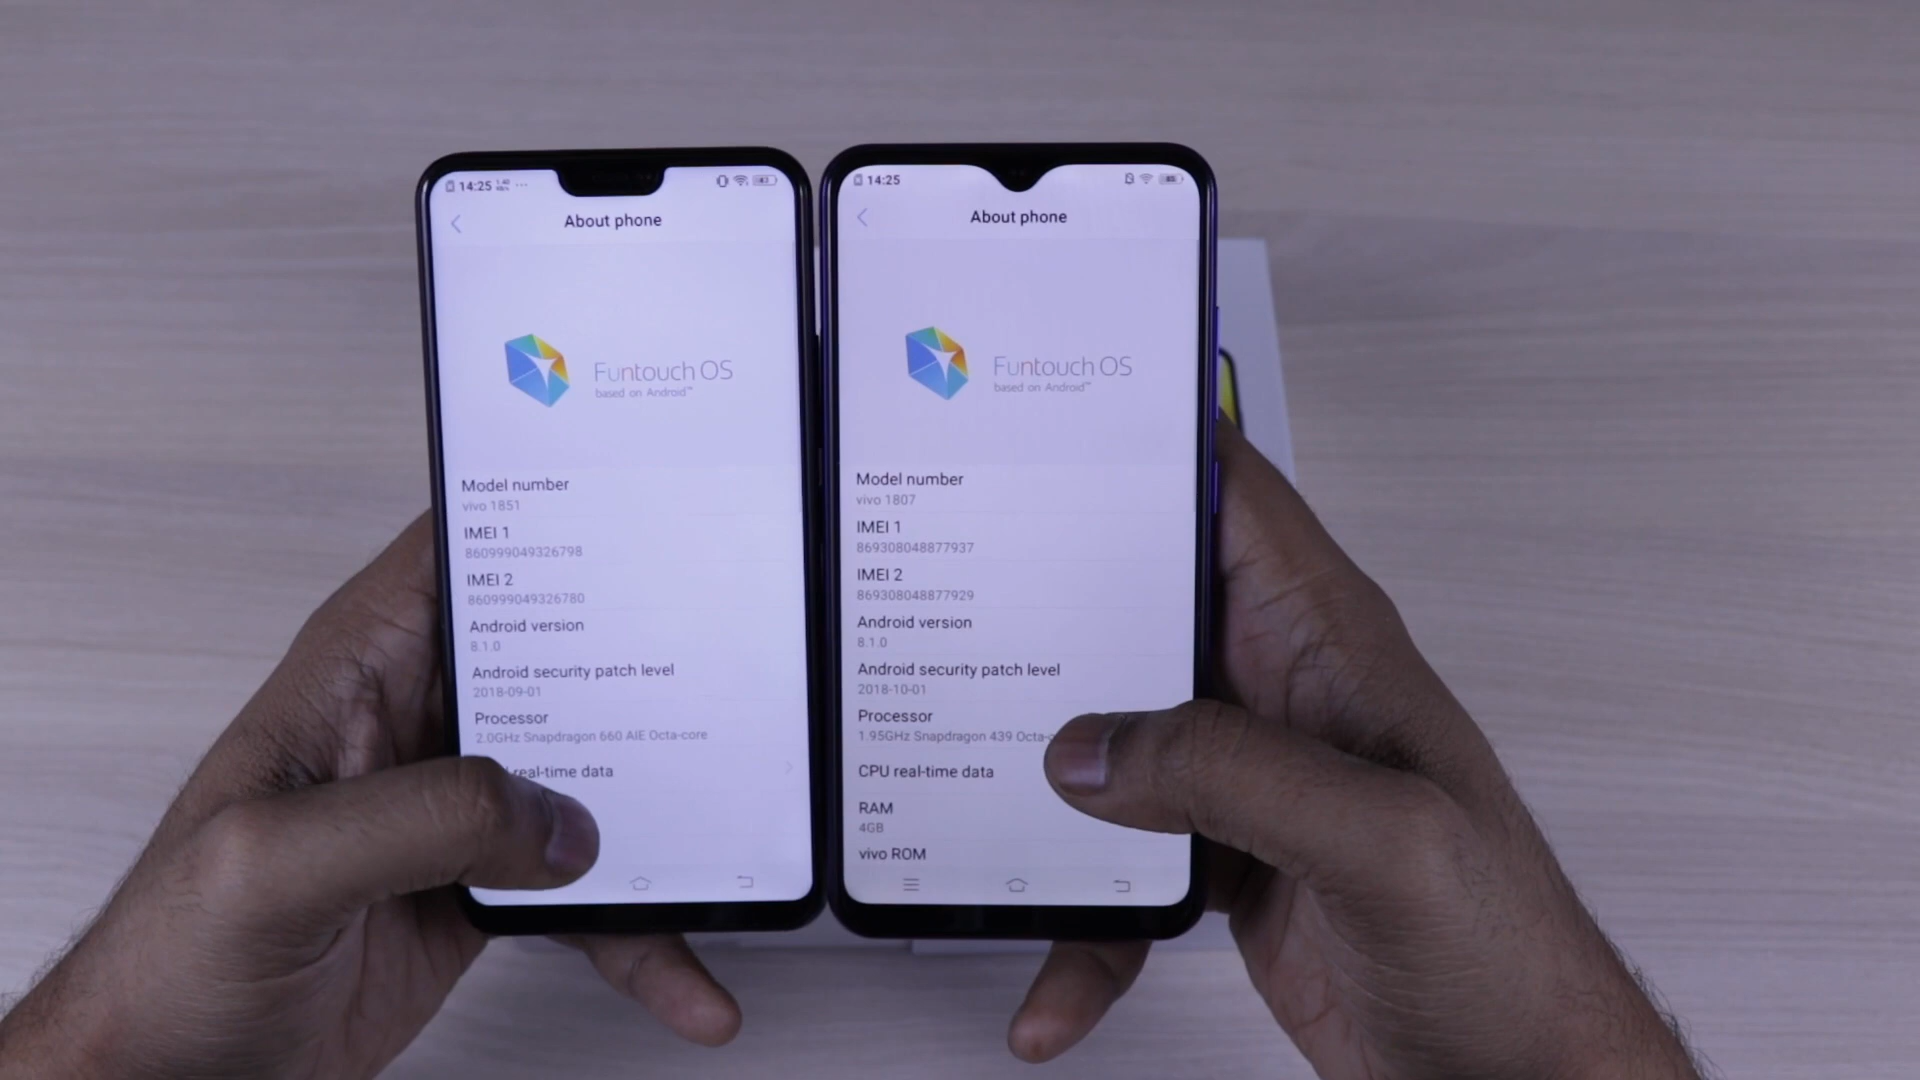 14:25
About phone
Funtouch OS
based on Android™
Model number
vivo 1851
IMEI 1
860999049326798
IMEI 2
860999049326780
Android version
8.1.0
Android security patch level
2018-09-01
Processor
2.0GHz Snapdragon 660 AIE Octa-core
real-time data
14:25
About phone
Funtouch OS
based on Android™
Model number
vivo 1807
IMEI 1
869308048877937
IMEI 2
869308048877929
Android version
8.1.0
Android security patch level
2018-10-01
Processor
1.95GHz Snapdragon 439 Octa-
CPU real-time data
RAM
4GB
vivo ROM